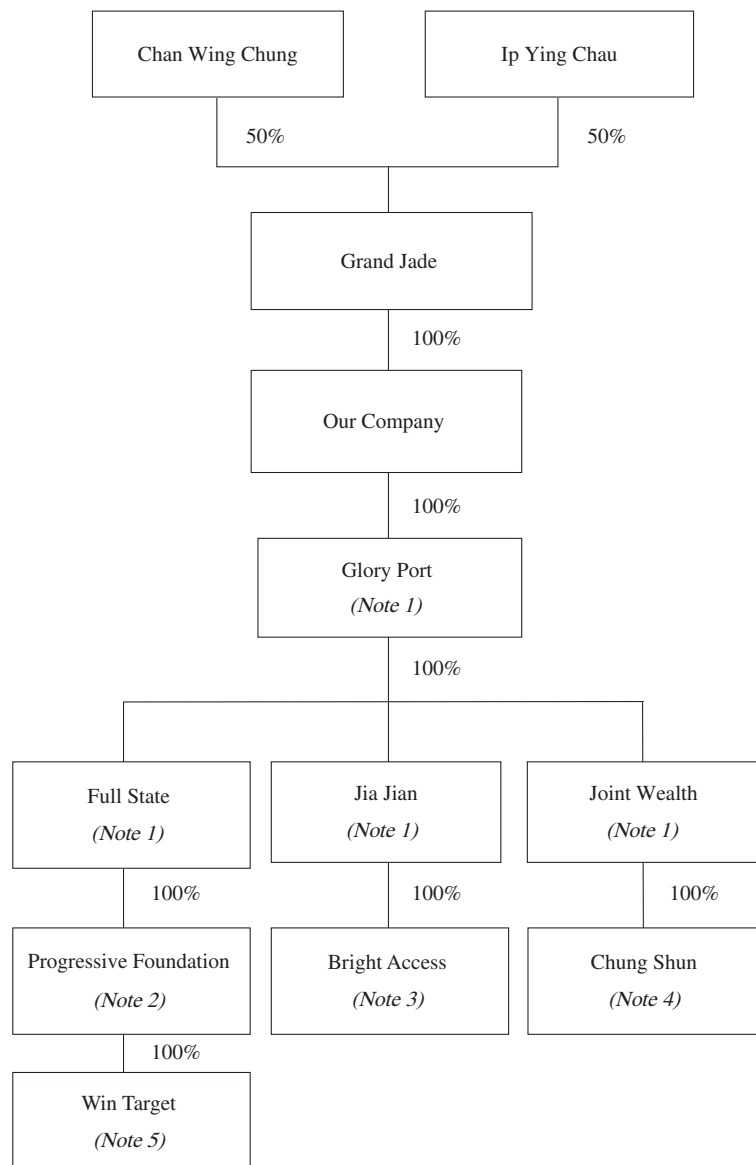 Chan Wing Chung
Ip Ying Chau
50%
50%
Grand Jade
100%
Our Company
100%
Glory Port
(Note 1)
100%
Full State
(Note 1)
Jia Jian
(Note 1)
Joint Wealth
(Note 1)
100%
100%
100%
Progressive Foundation
(Note 2)
Bright Access
(Note 3)
Chung Shun
(Note 4)
100%
Win Target
(Note 5)